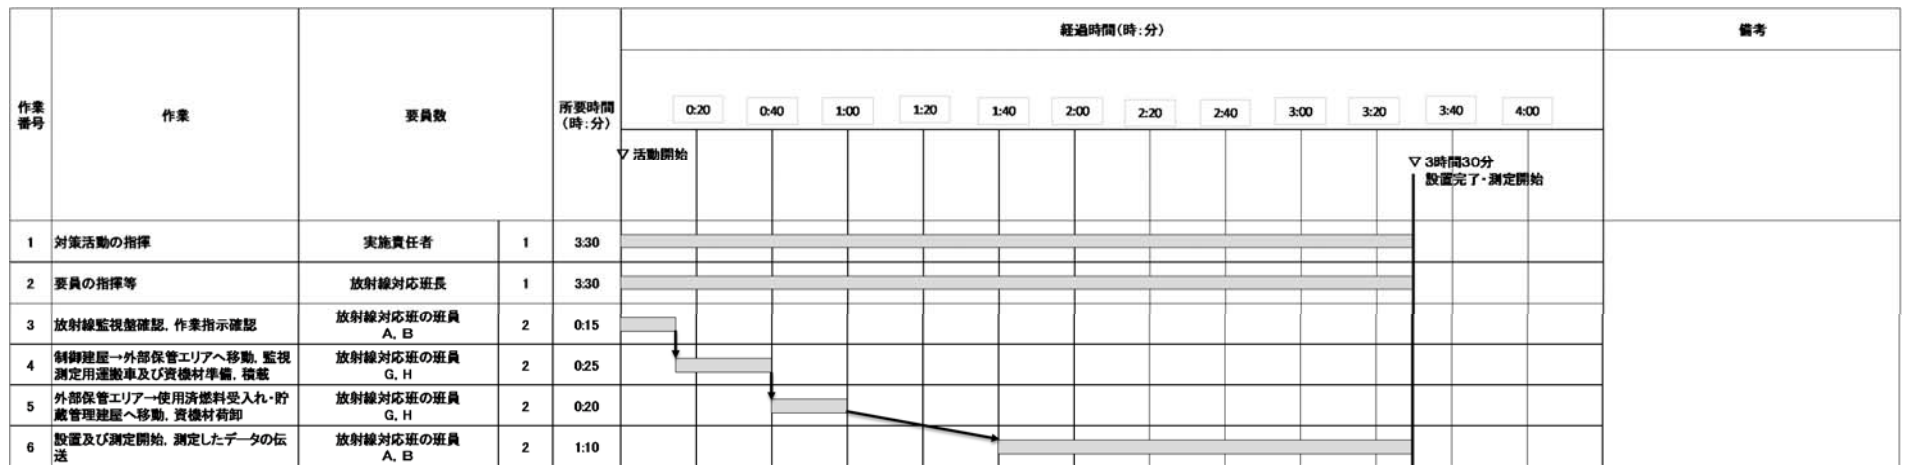 経過時間(時:分)
備考
作業
番号
作業
要員数
所要時間
(時:分)
0:20
0:40
1:00
1:20
1:40
2:00
2:20
2:40
3:00
3:20
3:40
4:00
▽ 活動開始
▽ 3時間30分
設置完了・測定開始
1 対策活動の指揮 実施責任者 1 3:30
2 要員の指揮等 放射線対応班長 1 3:30
3 放射線監視盤確認，作業指示確認 放射線対応班の班員
A，B 2 0:15
4 制御建屋→外部保管エリアへ移動，監視
測定用運搬車及び資機材準備，積載 放射線対応班の班員
G，H 2 0:25
5 外部保管エリア→使用済燃料受入れ・貯
蔵管理建屋へ移動，資機材荷卸 放射線対応班の班員
G，H 2 0:20
6 設置及び測定開始，測定したデータの伝
送 放射線対応班の班員
A，B 2 1:10